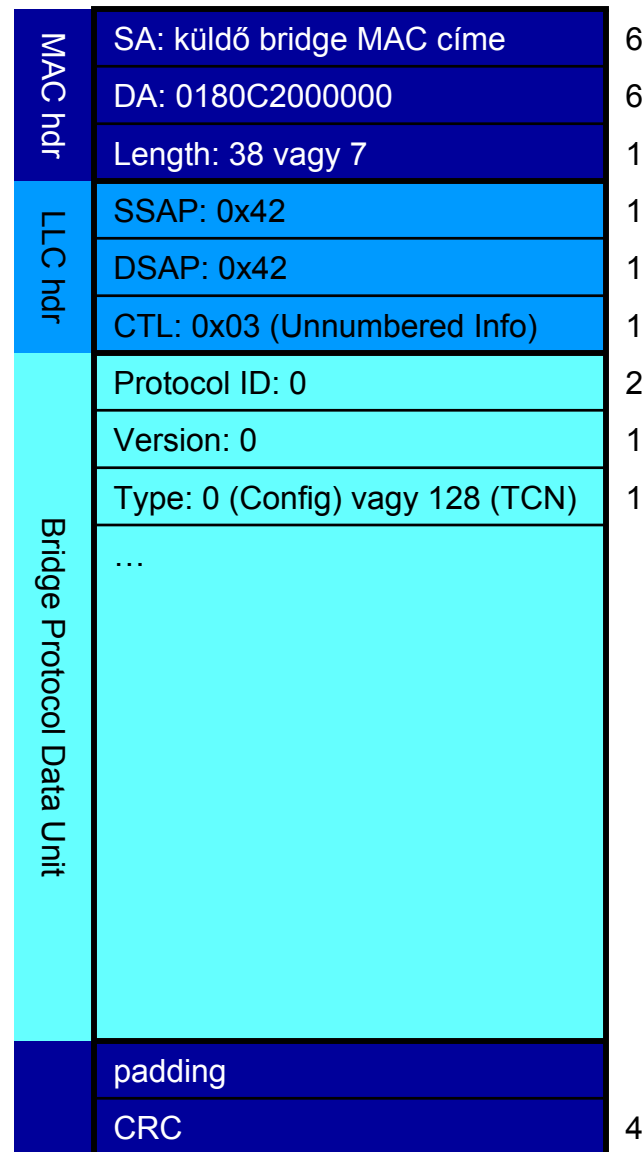 MAC hdr
SA: küldő bridge MAC címe 6
DA: 0180C2000000 6
Length: 38 vagy 7 1
LLC hdr
SSAP: 0x42 1
DSAP: 0x42 1
CTL: 0x03 (Unnumbered Info) 1
Bridge Protocol Data Unit
Protocol ID: 0 2
Version: 0 1
Type: 0 (Config) vagy 128 (TCN) 1
…
padding
CRC 4